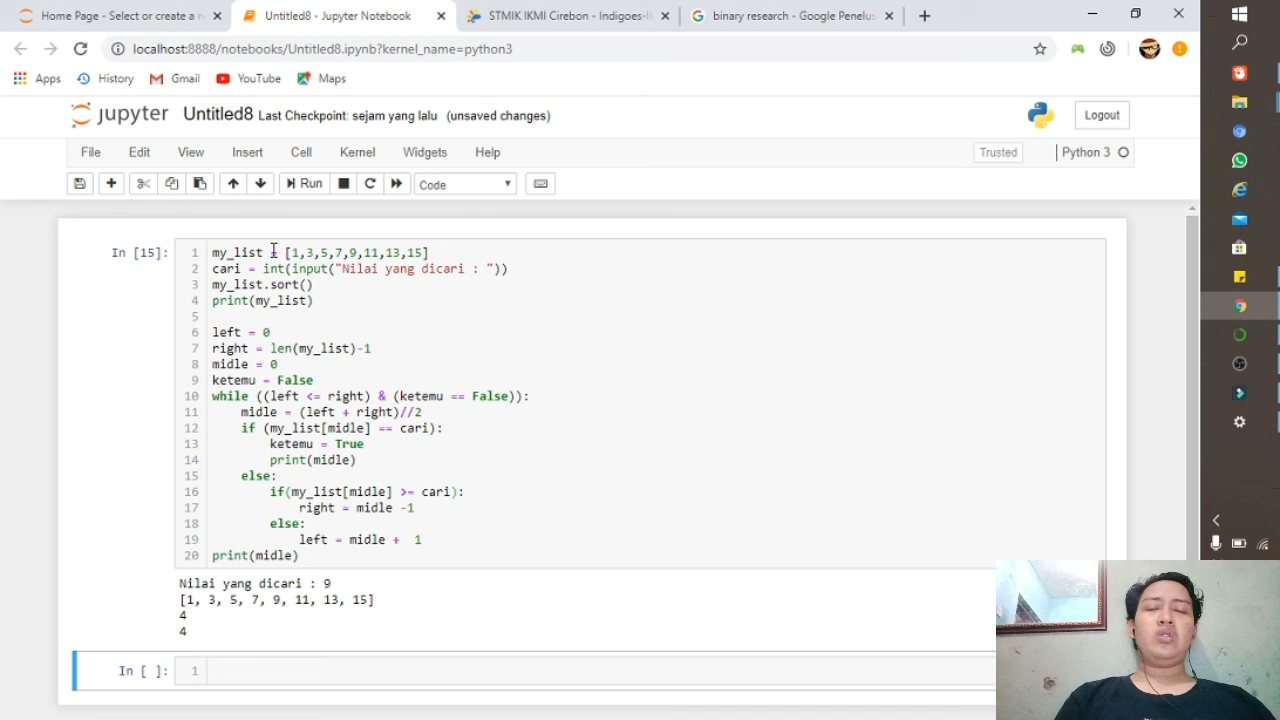 Home Page - Select or create a n
Untitled8 - Jupyter Notebook
STMIK IKMI Cirebon - Indigoes-I
binary research - Google Penelus
localhost:8888/notebooks/Untitled8.ipynb?kernel_name=python3
Apps History Gmail YouTube Maps
jupyter Untitled8 Last Checkpoint: sejam yang lalu (unsaved changes) Logout
File Edit View Insert Cell Kernel Widgets Help Trusted Python 3
Run Code
In [15]:
1 my_list = [1,3,5,7,9,11,13,15]
2 cari = int(input("Nilai yang dicari : "))
3 my_list.sort()
4 print(my_list)
5
6 left = 0
7 right = len(my_list)-1
8 midle = 0
9 ketemu = False
10 while ((left <= right) & (ketemu == False)):
11 midle = (left + right)//2
12 if (my_list[midle] == cari):
13 ketemu = True
14 print(midle)
15 else:
16 if(my_list[midle] >= cari):
17 right = midle -1
18 else:
19 left = midle + 1
20 print(midle)
Nilai yang dicari : 9
[1, 3, 5, 7, 9, 11, 13, 15]
4
4
In [ ]: 1